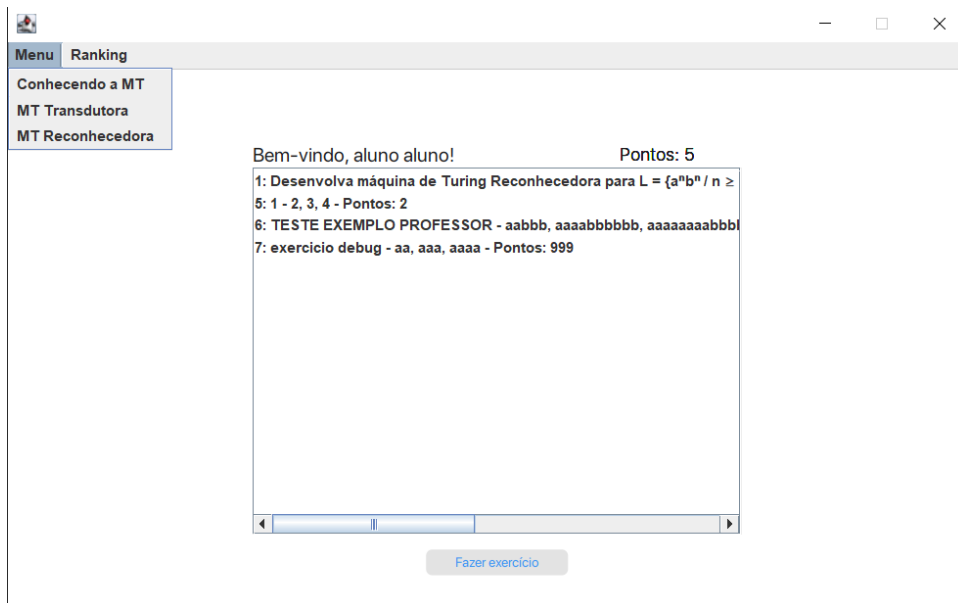 Menu Ranking
Conhecendo a MT
MT Transdutora
MT Reconhecedora
Bem-vindo, aluno aluno! Pontos: 5
1: Desenvolva máquina de Turing Reconhecedora para L = {aⁿbⁿ / n ≥
5: 1 - 2, 3, 4 - Pontos: 2
6: TESTE EXEMPLO PROFESSOR - aabbb, aaaabbbbbb, aaaaaaaabbbl
7: exercicio debug - aa, aaa, aaaa - Pontos: 999
Fazer exercício